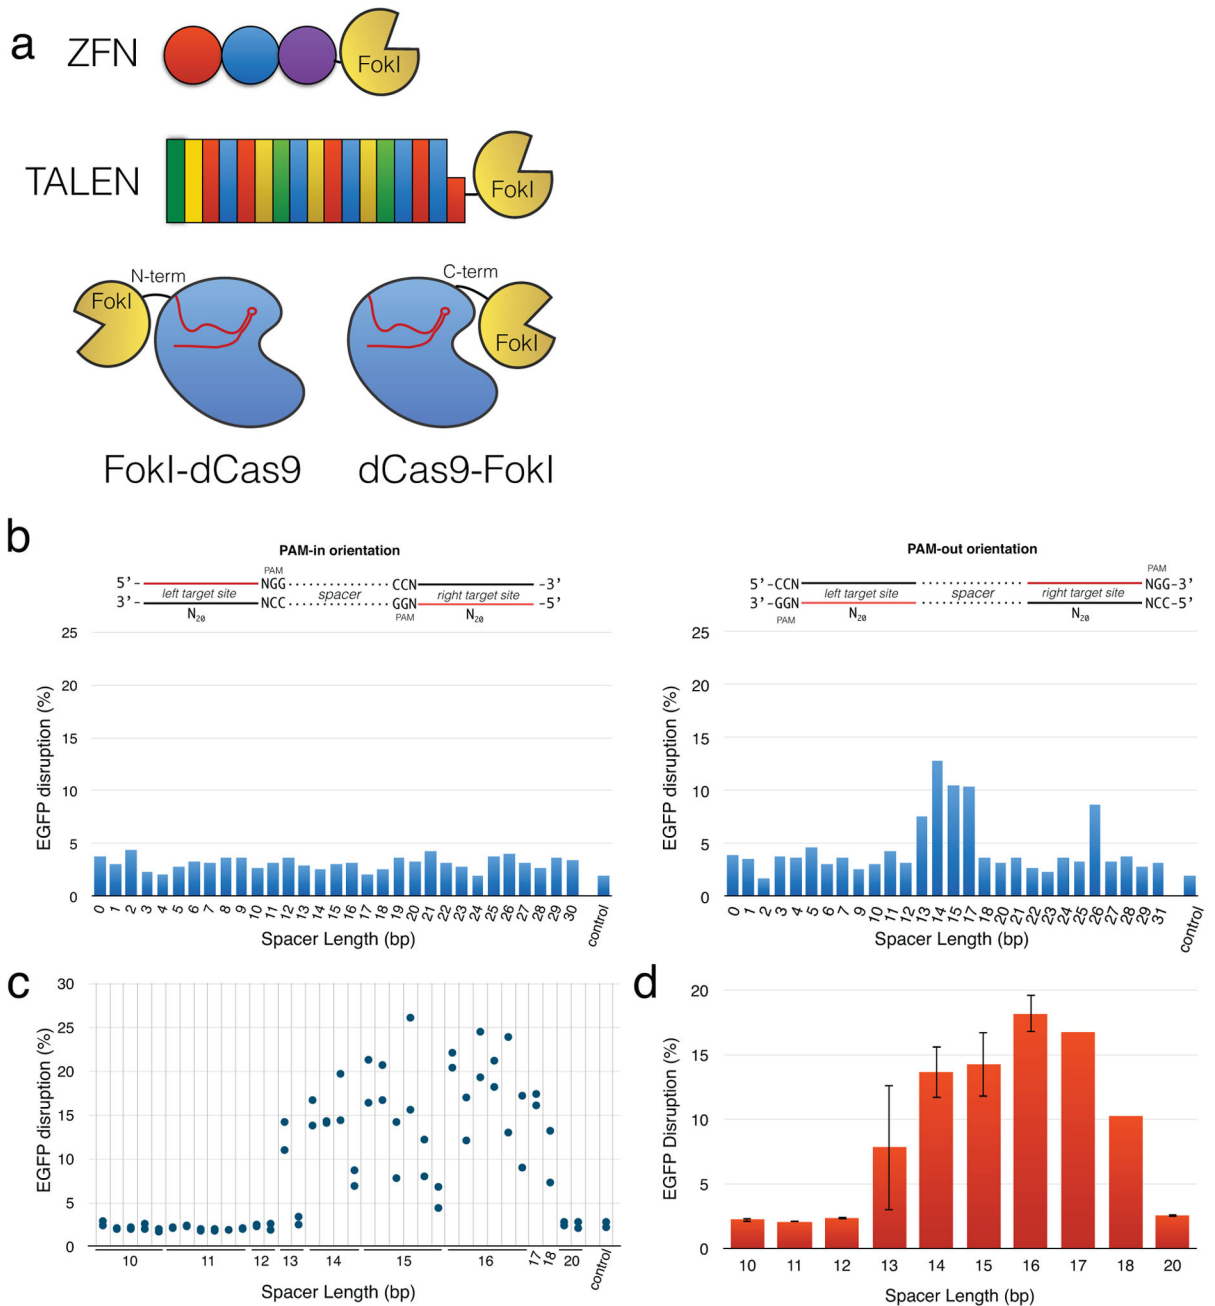 a
ZFN
FokI
TALEN
FokI
N-term
C-term
FokI
FokI
FokI-dCas9
dCas9-FokI
b
PAM-in orientation
PAM
5’-
NGG
CCN
-3’
left target site
spacer
right target site
3’-
NCC
GGN
-5’
N20
PAM
N20
25
20
15
10
5
0
EGFP disruption (%)
0 1 2 3 4 5 6 7 8 9 10 11 12 13 14 15 16 17 18 19 20 21 22 23 24 25 26 27 28 29 30 control
Spacer Length (bp)
PAM-out orientation
PAM
5’-CCN
NGG-3’
left target site
spacer
right target site
3’-GGN
NCC-5’
PAM
N20
N20
25
20
15
10
5
0
EGFP disruption (%)
0 1 2 3 4 5 6 7 9 10 11 12 13 14 15 17 18 20 21 22 23 24 25 26 27 28 29 31 control
Spacer Length (bp)
c
30
25
20
15
10
5
0
EGFP disruption (%)
10 11 12 13 14 15 16 17 18 20 control
Spacer Length (bp)
d
20
15
10
5
0
EGFP Disruption (%)
10 11 12 13 14 15 16 17 18 20
Spacer Length (bp)